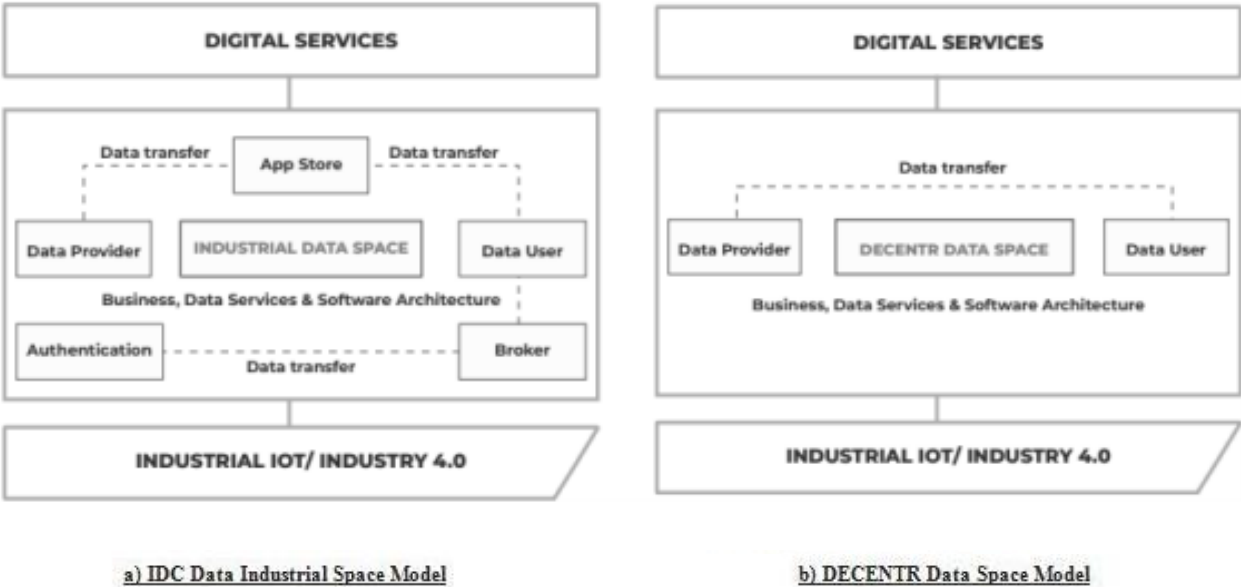 DIGITAL SERVICES
Data transfer
App Store
Data transfer
Data Provider
INDUSTRIAL DATA SPACE
Data User
Business, Data Services & Software Architecture
Authentication
Data transfer
Broker
INDUSTRIAL IOT/ INDUSTRY 4.0
a) IDC Data Industrial Space Model
DIGITAL SERVICES
Data transfer
Data Provider
DECENTR DATA SPACE
Data User
Business, Data Services & Software Architecture
INDUSTRIAL IOT/ INDUSTRY 4.0
b) DECENTR Data Space Model